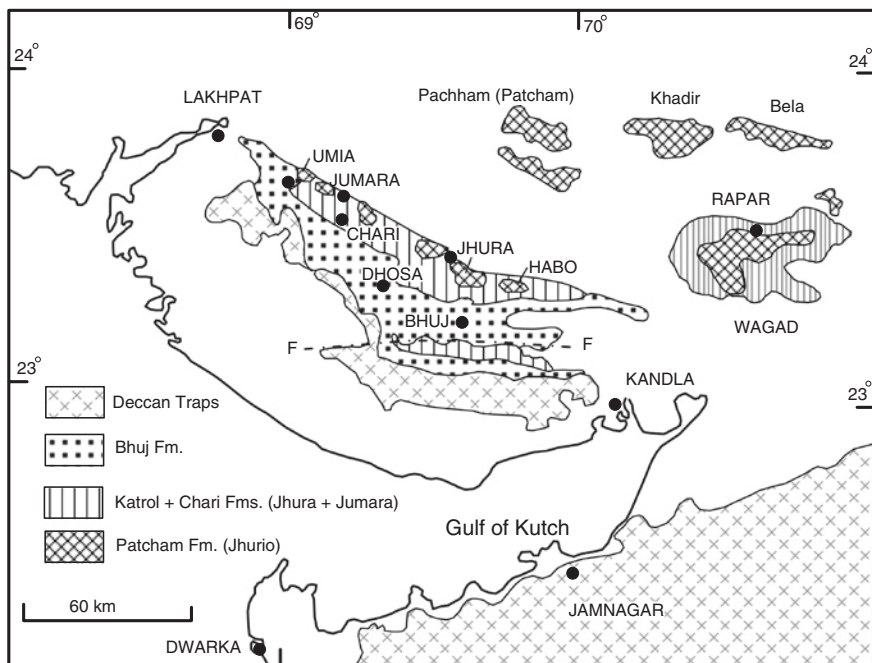 69°
70°
24°
24°
LAKHPAT
Pachham (Patcham)
Khadir
Bela
UMIA
JUMARA
CHARI
RAPAR
JHURA
HABO
DHOSA
BHUJ
WAGAD
F
F
23°
23°
KANDLA
Deccan Traps
Bhuj Fm.
Katrol + Chari Fms. (Jhura + Jumara)
Patcham Fm. (Jhurio)
Gulf of Kutch
60 km
JAMNAGAR
DWARKA